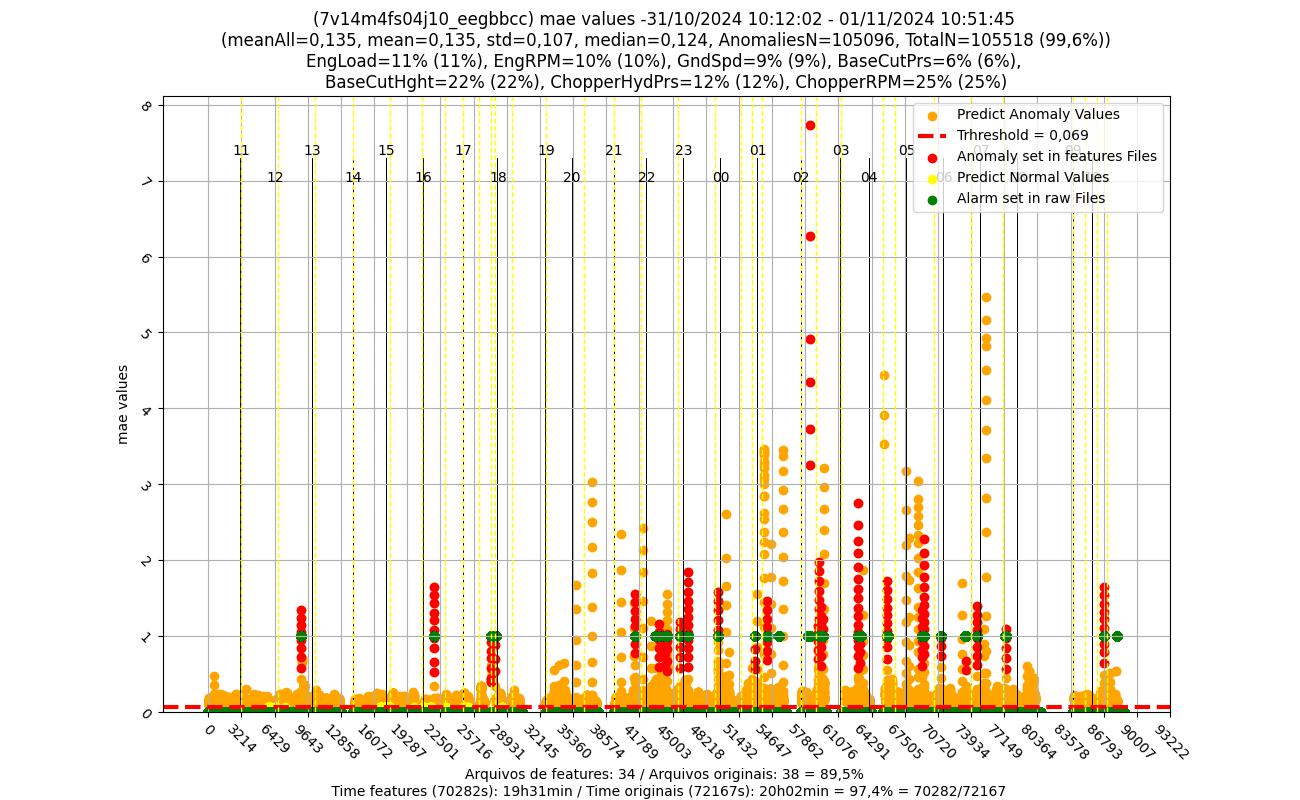 (7v14m4fs04j10_eegbbcc) mae values -31/10/2024 10:12:02 - 01/11/2024 10:51:45
(meanAll=0,135, mean=0,135, std=0,107, median=0,124, AnomaliesN=105096, TotalN=105518 (99,6%))
EngLoad=11% (11%), EngRPM=10% (10%), GndSpd=9% (9%), BaseCutPrs=6% (6%),
BaseCutHght=22% (22%), ChopperHydPrs=12% (12%), ChopperRPM=25% (25%)
Predict Anomaly Values
Trhreshold = 0,069
Anomaly set in features Files
Predict Normal Values
Alarm set in raw Files
11 13 15 17 19 21 23 01 03 05 07 09
12 14 16 18 20 22 00 02 04 06
8
7
6
5
4
3
2
1
0
mae values
0 3214 6429 9643 12858 16072 19287 22501 25716 28931 32145 35360 38574 41789 45003 48218 51432 54647 57862 61076 64291 67505 70720 73934 77149 80364 83578 86793 90007 93222
Arquivos de features: 34 / Arquivos originais: 38 = 89,5%
Time features (70282s): 19h31min / Time originais (72167s): 20h02min = 97,4% = 70282/72167